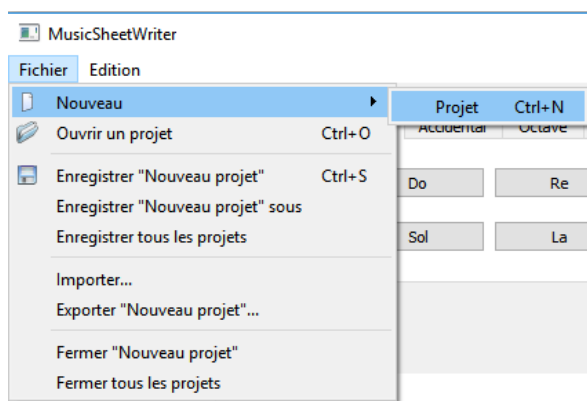 MusicSheetWriter
Fichier Edition
Nouveau
Projet Ctrl+N
Ouvrir un projet Ctrl+O
Accidental Octave
Enregistrer "Nouveau projet" Ctrl+S
Do Re
Enregistrer "Nouveau projet" sous
Enregistrer tous les projets
Sol La
Importer...
Exporter "Nouveau projet"...
Fermer "Nouveau projet"
Fermer tous les projets